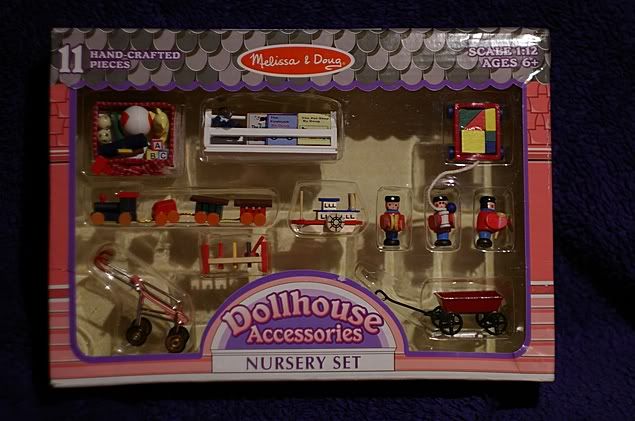 11 HAND-CRAFTED
PIECES
Melissa & Doug
SCALE 1:12
AGES 6+
A
B C
Dollhouse
Accessories
NURSERY SET